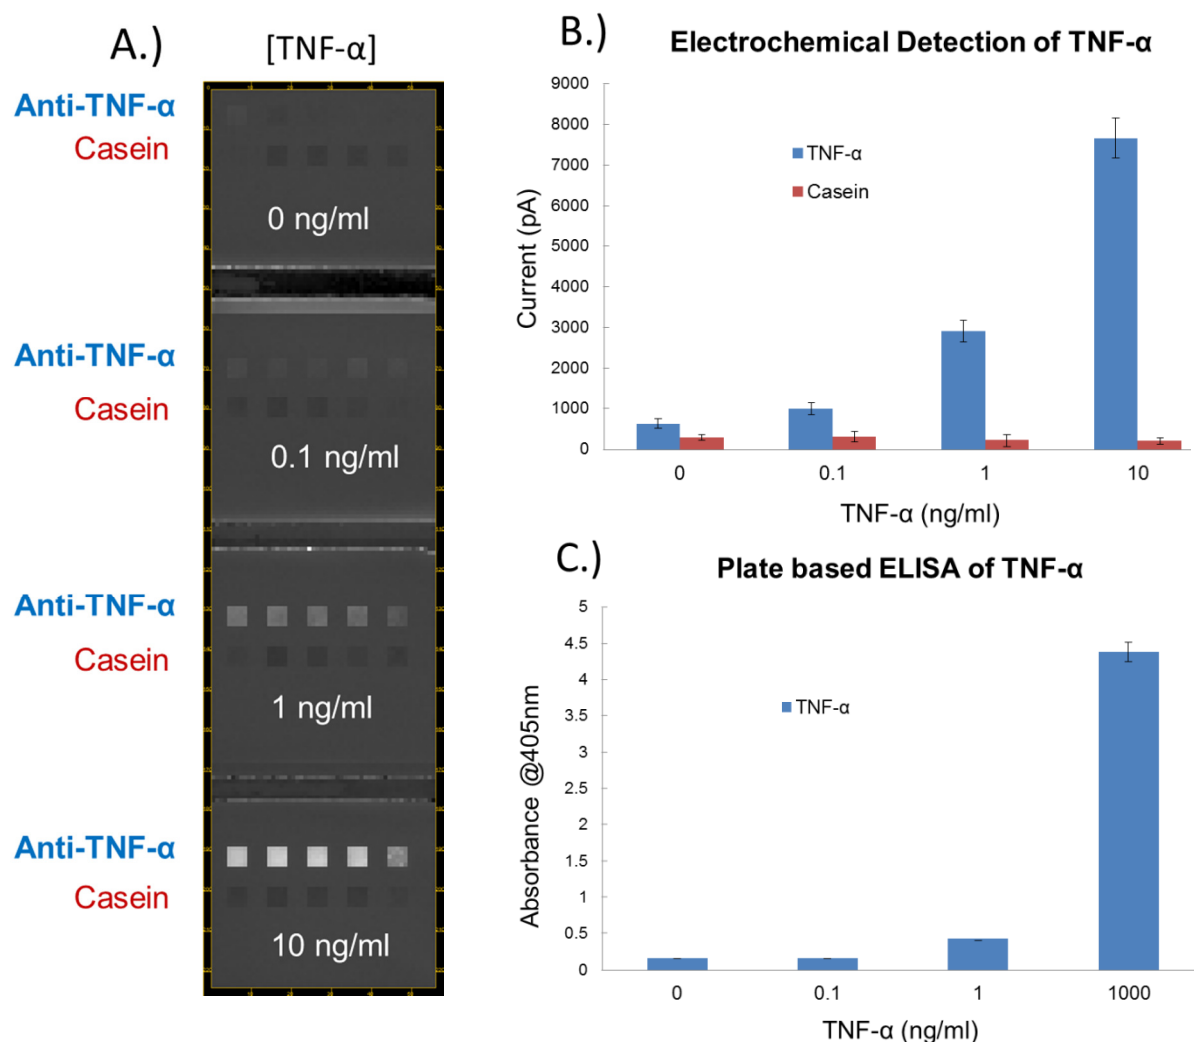 A.)
[TNF-α]
Anti-TNF-α
Casein
0 ng/ml
Anti-TNF-α
Casein
0.1 ng/ml
Anti-TNF-α
Casein
1 ng/ml
Anti-TNF-α
Casein
10 ng/ml
B.)
Electrochemical Detection of TNF-α
9000
8000
7000
6000
5000
4000
3000
2000
1000
0
Current (pA)
TNF-α
Casein
0 0.1 1 10
TNF-α (ng/ml)
C.)
Plate based ELISA of TNF-α
5
4.5
4
3.5
3
2.5
2
1.5
1
0.5
0
Absorbance @405nm
TNF-α
0 0.1 1 1000
TNF-α (ng/ml)